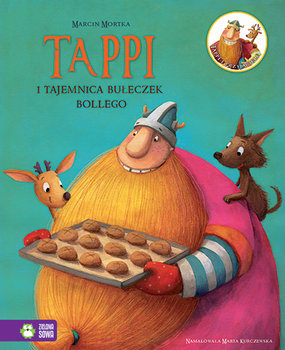 Marcin Mortka
TAPPI
I TAJEMNICA BUŁECZEK
BOLLEGO
ZIELONA
SOWA
Namalowała Marta Kurczewska